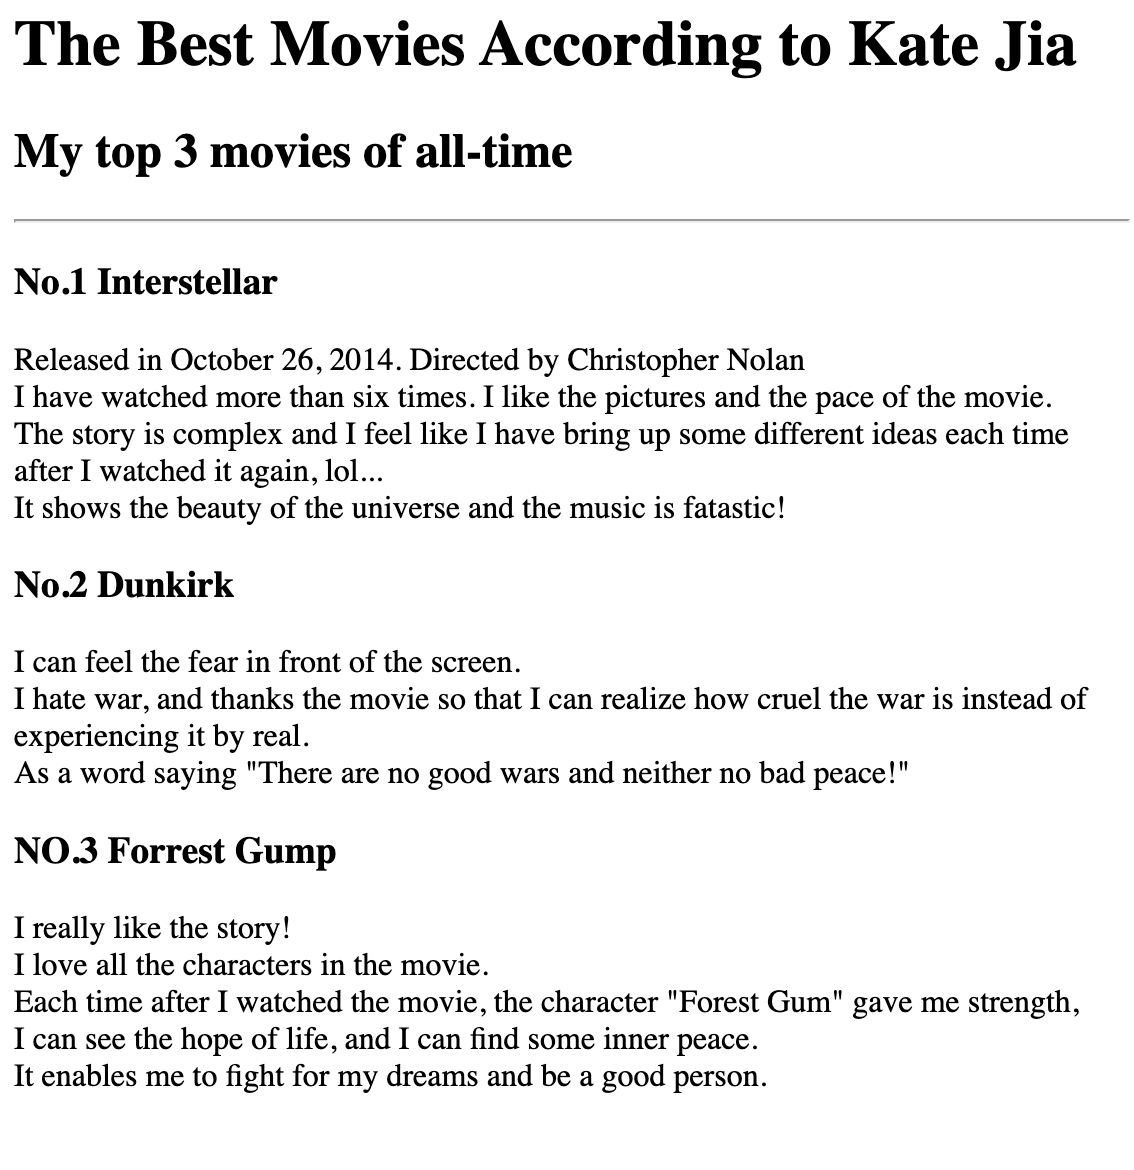 The Best Movies According to Kate Jia
My top 3 movies of all-time
No.1 Interstellar
Released in October 26, 2014. Directed by Christopher Nolan
I have watched more than six times. I like the pictures and the pace of the movie.
The story is complex and I feel like I have bring up some different ideas each time
after I watched it again, lol...
It shows the beauty of the universe and the music is fatastic!
No.2 Dunkirk
I can feel the fear in front of the screen.
I hate war, and thanks the movie so that I can realize how cruel the war is instead of
experiencing it by real.
As a word saying "There are no good wars and neither no bad peace!"
NO.3 Forrest Gump
I really like the story!
I love all the characters in the movie.
Each time after I watched the movie, the character "Forest Gum" gave me strength,
I can see the hope of life, and I can find some inner peace.
It enables me to fight for my dreams and be a good person.